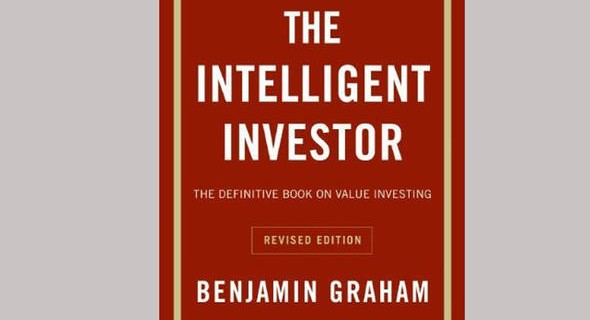 THE
INTELLIGENT
INVESTOR
THE DEFINITIVE BOOK ON VALUE INVESTING
REVISED EDITION
BENJAMIN GRAHAM